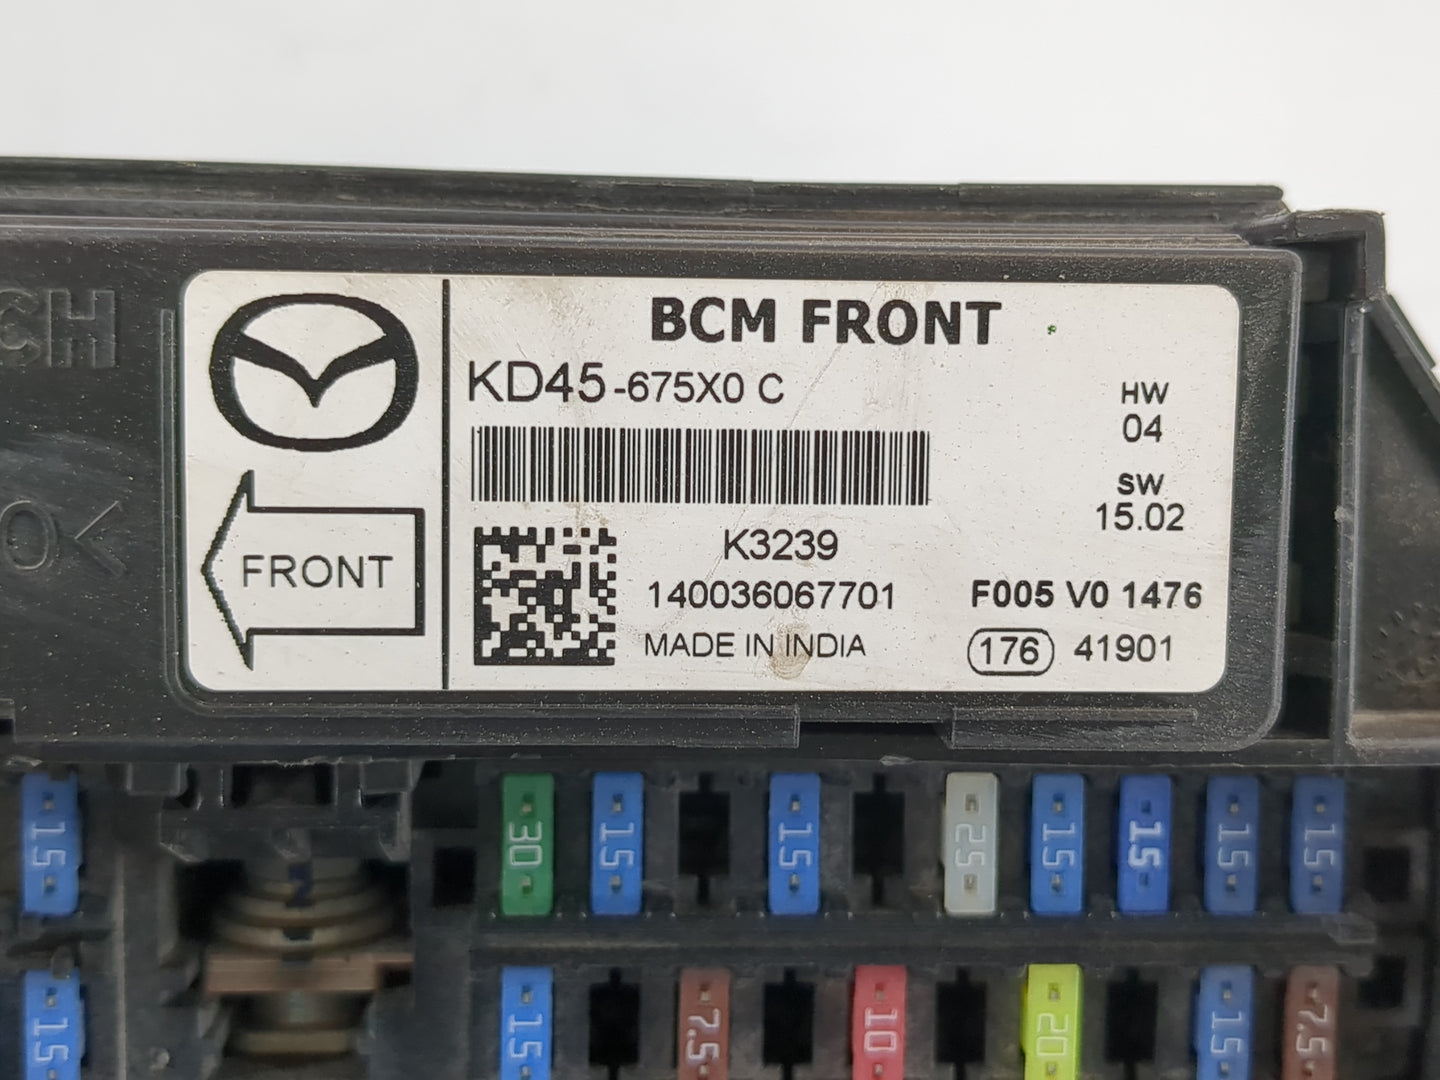 CH
BCM FRONT
KD45-675X0 C
HW
04
SW
15.02
FRONT
K3239
140036067701
F005 V0 1476
MADE IN INDIA
176 41901
15 30 15 15 25 15 15 15 15
15 15 7.5 10 20 15 7.5